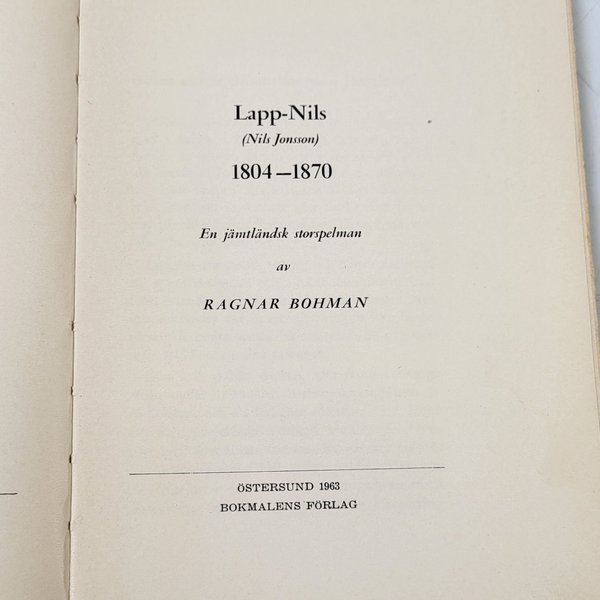 Lapp-Nils
(Nils Jonsson)
1804—1870
En jämtländsk storspelman
av
RAGNAR BOHMAN
ÖSTERSUND 1963
BOKMALENS FÖRLAG